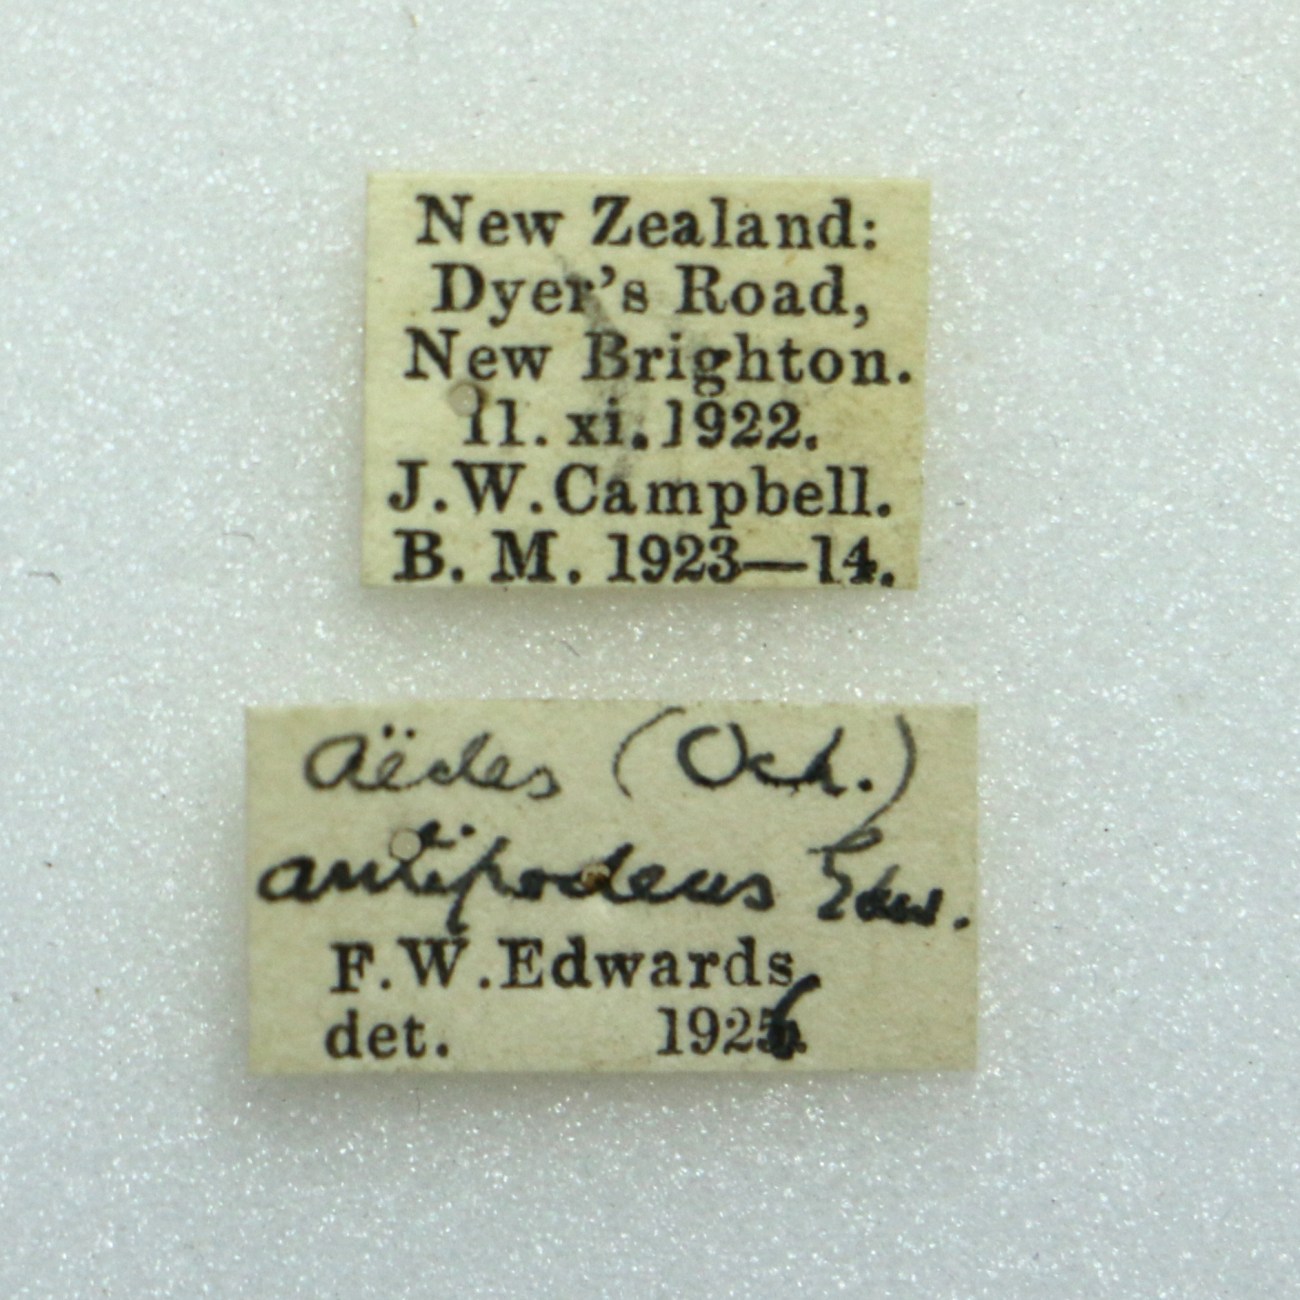 New Zealand:
Dyer's Road,
New Brighton.
11. xi. 1922.
J.W.Campbell.
B. M. 1923—14.
Aëdes (Och.)
antipodeus Edw.
F.W.Edwards
det. 1926.